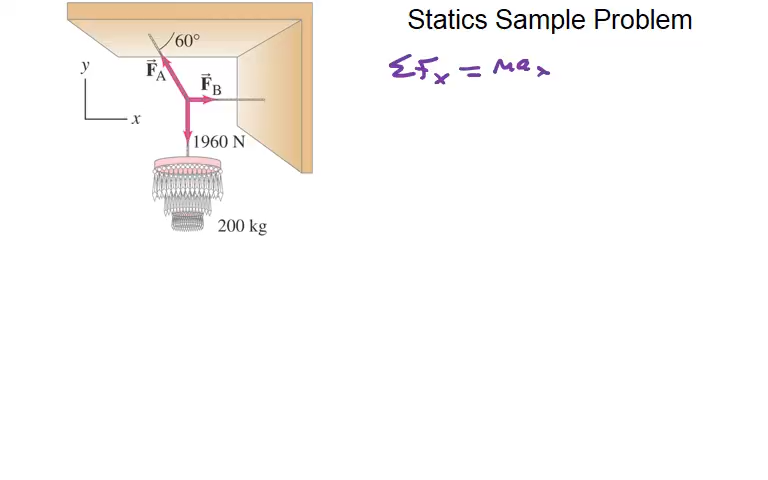 Statics Sample Problem
ΣFₓ = maₓ
60°
y
F⃗A
F⃗B
x
1960 N
200 kg